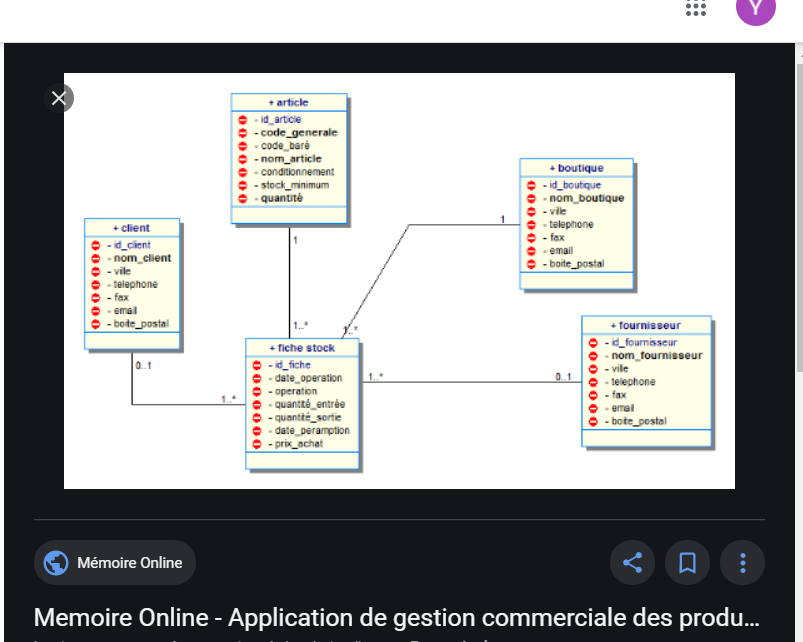 Y
+ article
- id_article
- code_generale
- code_barè
- nom_article
- conditionnement
- stock_minimum
- quantité
+ boutique
- id_boutique
- nom_boutique
- ville
- telephone
- fax
- email
- boite_postal
+ client
- id_client
- nom_client
- ville
- telephone
- fax
- email
- boite_postal
+ fournisseur
- id_fournisseur
- nom_fournisseur
- ville
- telephone
- fax
- email
- boite_postal
+ fiche stock
- id_fiche
- date_operation
- operation
- quantité_entrée
- quantité_sortie
- date_peramption
- prix_achat
1
1..*
1
1..*
0..1
1..*
1..*
0..1
Mémoire Online
Memoire Online - Application de gestion commerciale des produ...